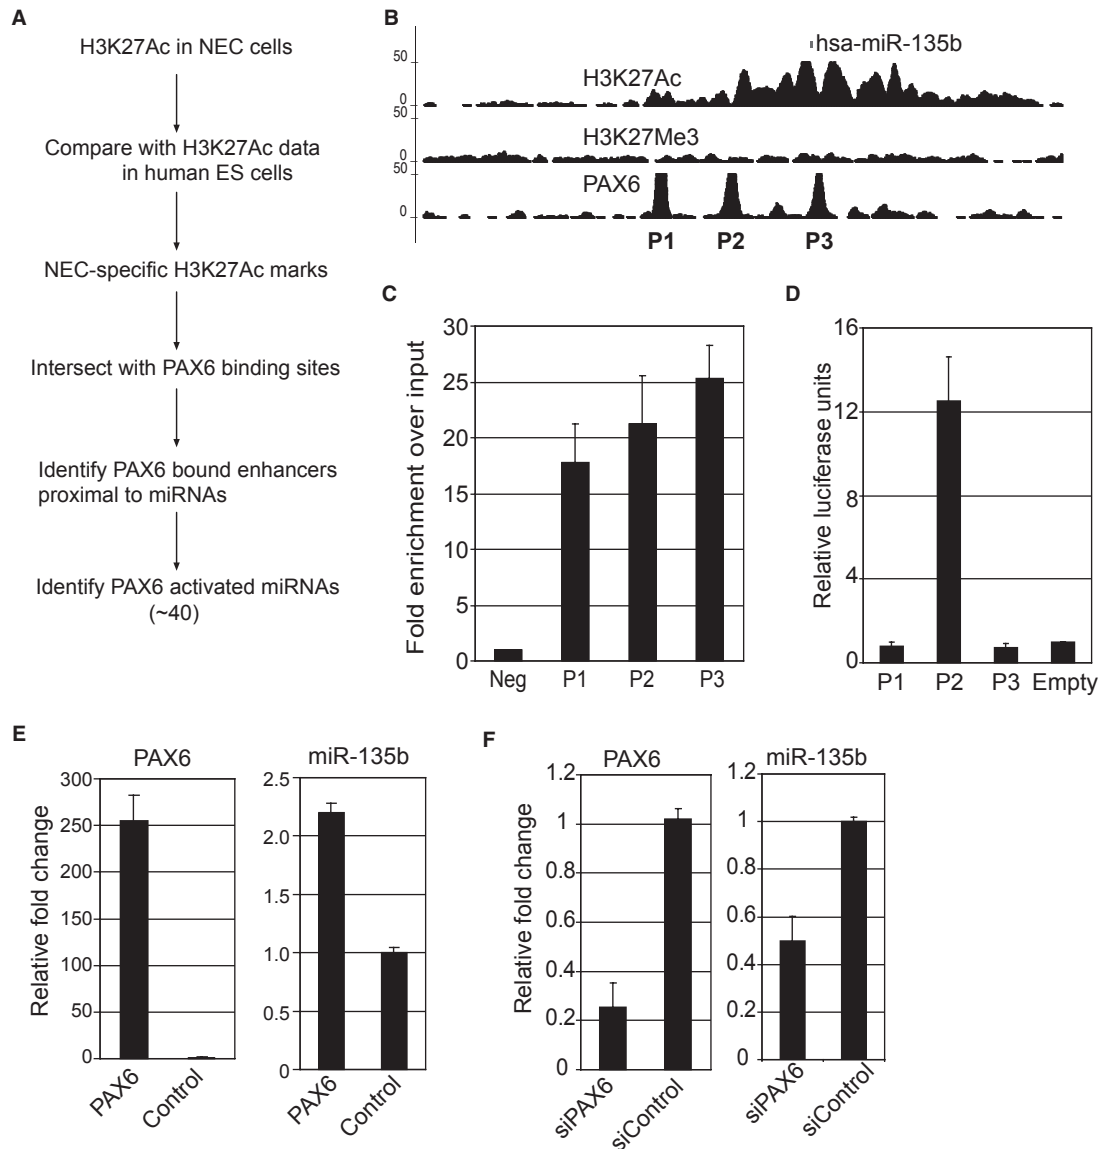 A
H3K27Ac in NEC cells
Compare with H3K27Ac data
in human ES cells
NEC-specific H3K27Ac marks
Intersect with PAX6 binding sites
Identify PAX6 bound enhancers
proximal to miRNAs
Identify PAX6 activated miRNAs
(~40)
B
hsa-miR-135b
50
H3K27Ac
0
50
H3K27Me3
0
50
PAX6
0
P1 P2 P3
C
Fold enrichment over input
30
25
20
15
10
5
0
Neg P1 P2 P3
D
Relative luciferase units
16
12
8
4
0
P1 P2 P3 Empty
E
PAX6
Relative fold change
300
250
200
150
100
50
0
PAX6 Control
miR-135b
2.5
2.0
1.5
1.0
0.5
0
PAX6 Control
F
PAX6
Relative fold change
1.2
1
0.8
0.6
0.4
0.2
0
siPAX6 siControl
miR-135b
1.2
1
0.8
0.6
0.4
0.2
0
siPAX6 siControl